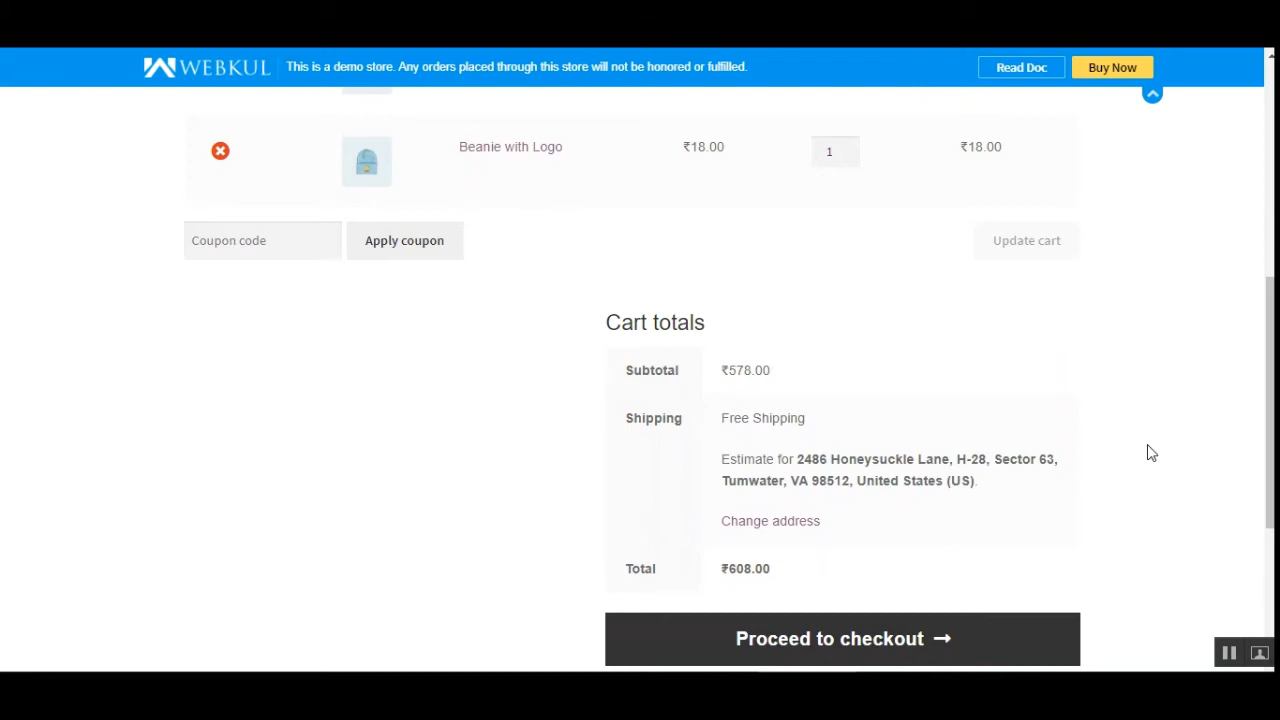 WEBKUL
This is a demo store. Any orders placed through this store will not be honored or fulfilled.
Read Doc
Buy Now
Beanie with Logo
₹18.00
1
₹18.00
Coupon code
Apply coupon
Update cart
Cart totals
Subtotal
₹578.00
Shipping
Free Shipping
Estimate for 2486 Honeysuckle Lane, H-28, Sector 63,
Tumwater, VA 98512, United States (US).
Change address
Total
₹608.00
Proceed to checkout →